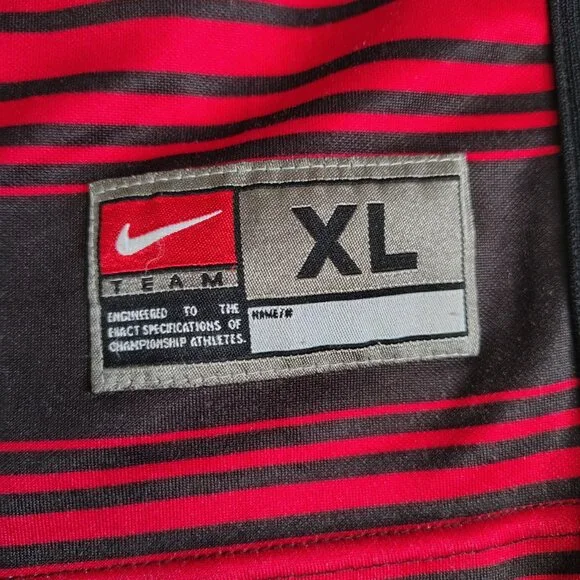 XL
TEAM
ENGINEERED TO THE
EXACT SPECIFICATIONS OF
CHAMPIONSHIP ATHLETES.
NAME/#